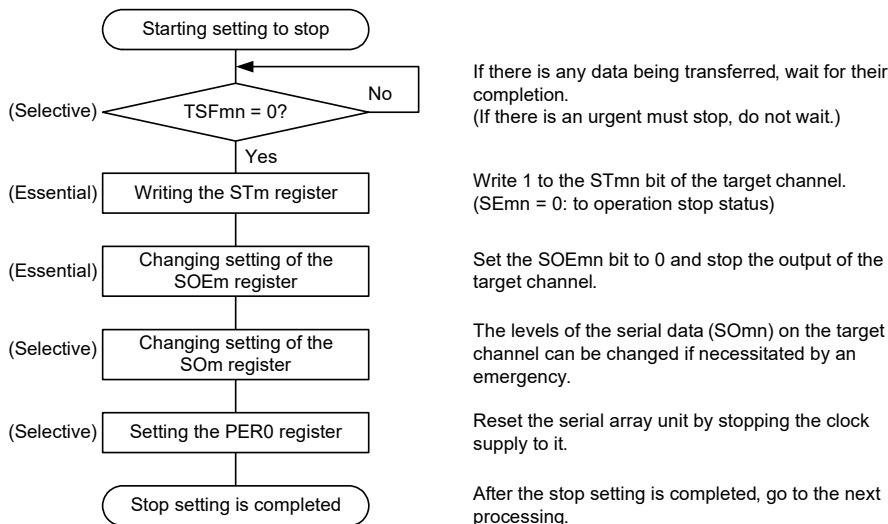 Starting setting to stop
No
If there is any data being transferred, wait for their
completion.
(If there is an urgent must stop, do not wait.)
(Selective)
TSFmn = 0?
Yes
(Essential)
Writing the STm register
Write 1 to the STmn bit of the target channel.
(SEmn = 0: to operation stop status)
(Essential)
Changing setting of the
SOEm register
Set the SOEmn bit to 0 and stop the output of the
target channel.
(Selective)
Changing setting of the
SOm register
The levels of the serial data (SOmn) on the target
channel can be changed if necessitated by an
emergency.
(Selective)
Setting the PER0 register
Reset the serial array unit by stopping the clock
supply to it.
Stop setting is completed
After the stop setting is completed, go to the next
processing.